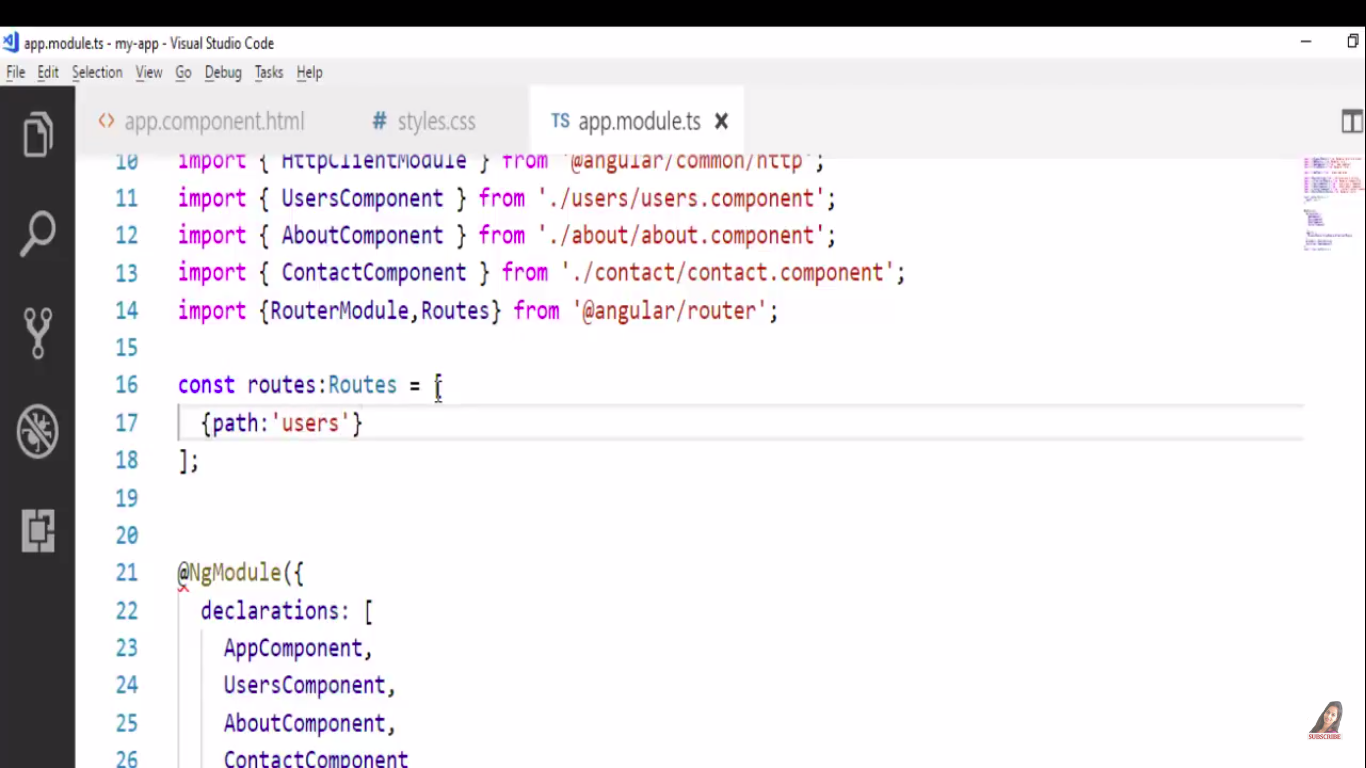 app.module.ts - my-app - Visual Studio Code
File Edit Selection View Go Debug Tasks Help
<> app.component.html # styles.css TS app.module.ts ×
10 import { HttpClientModule } from '@angular/common/http';
11 import { UsersComponent } from './users/users.component';
12 import { AboutComponent } from './about/about.component';
13 import { ContactComponent } from './contact/contact.component';
14 import {RouterModule,Routes} from '@angular/router';
15
16 const routes:Routes = [
17 {path:'users'}
18 ];
19
20
21 @NgModule({
22 declarations: [
23 AppComponent,
24 UsersComponent,
25 AboutComponent,
26 ContactComponent
SUBSCRIBE